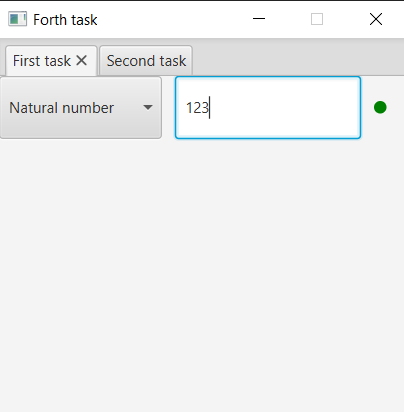 Forth task
First task Second task
Natural number 123